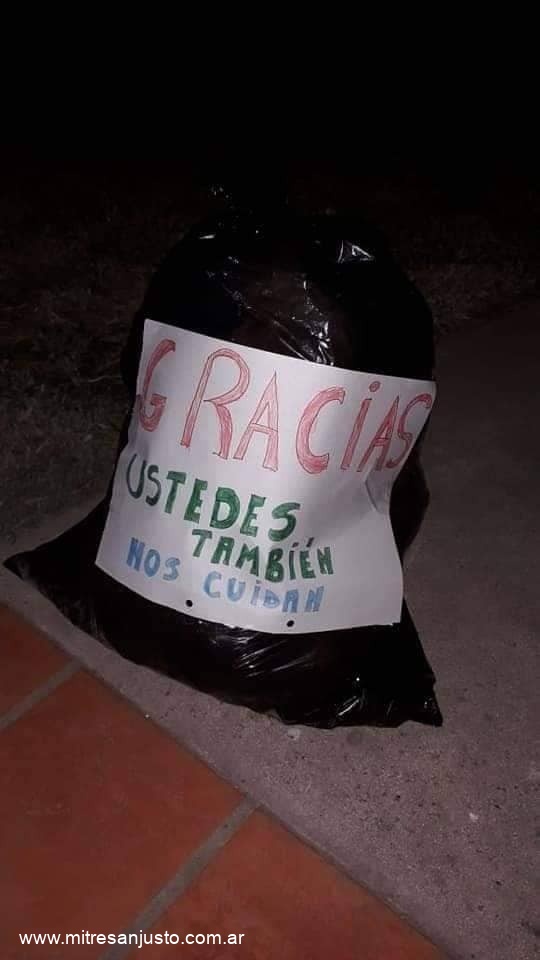 GRACiAS
USTEDES
TAMBiÉN
NOS CUiDAN
www.mitresanjusto.com.ar